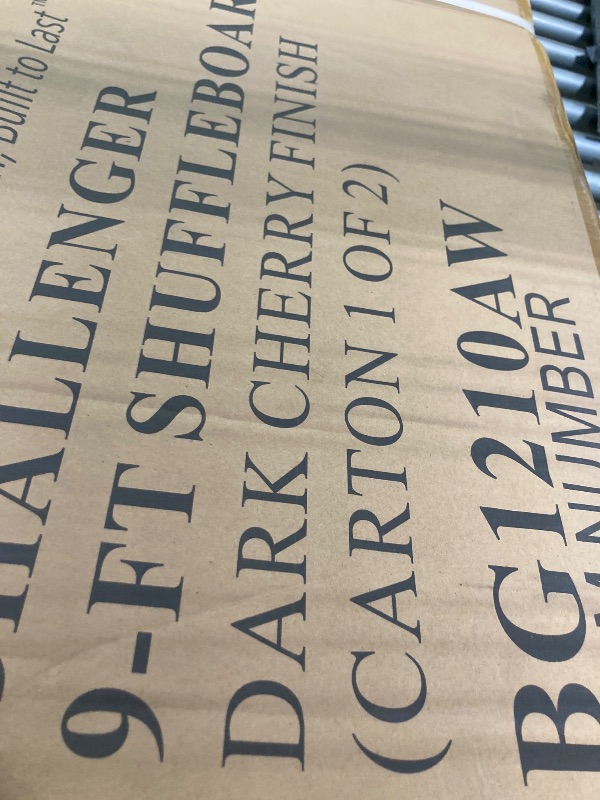 Built to Last™
HALLENGER
9-FT SHUFFLEBOAR
DARK CHERRY FINISH
(CARTON 1 OF 2)
BG1210AW
NUMBER